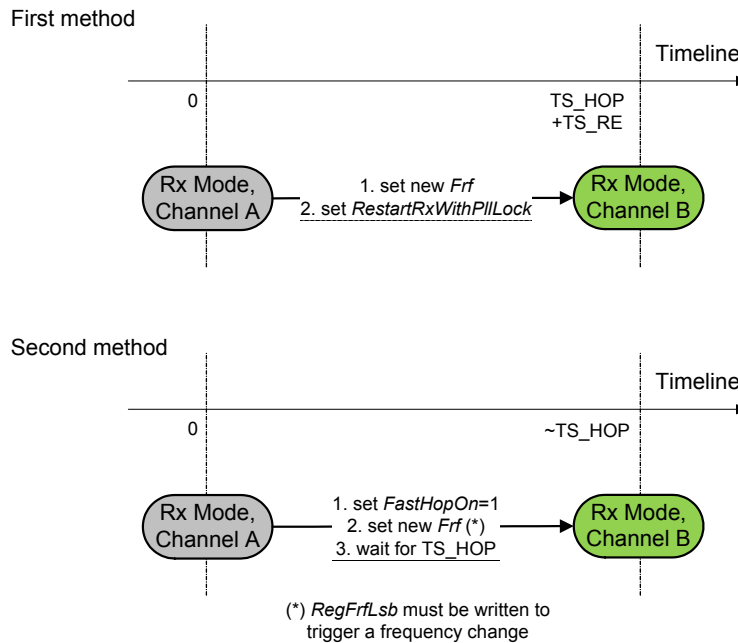 First method
Timeline
0
TS_HOP
+TS_RE
Rx Mode,
Channel A
1. set new Frf
2. set RestartRxWithPllLock
Rx Mode,
Channel B
Second method
Timeline
0
~TS_HOP
Rx Mode,
Channel A
1. set FastHopOn=1
2. set new Frf (*)
3. wait for TS_HOP
Rx Mode,
Channel B
(*) RegFrfLsb must be written to
trigger a frequency change